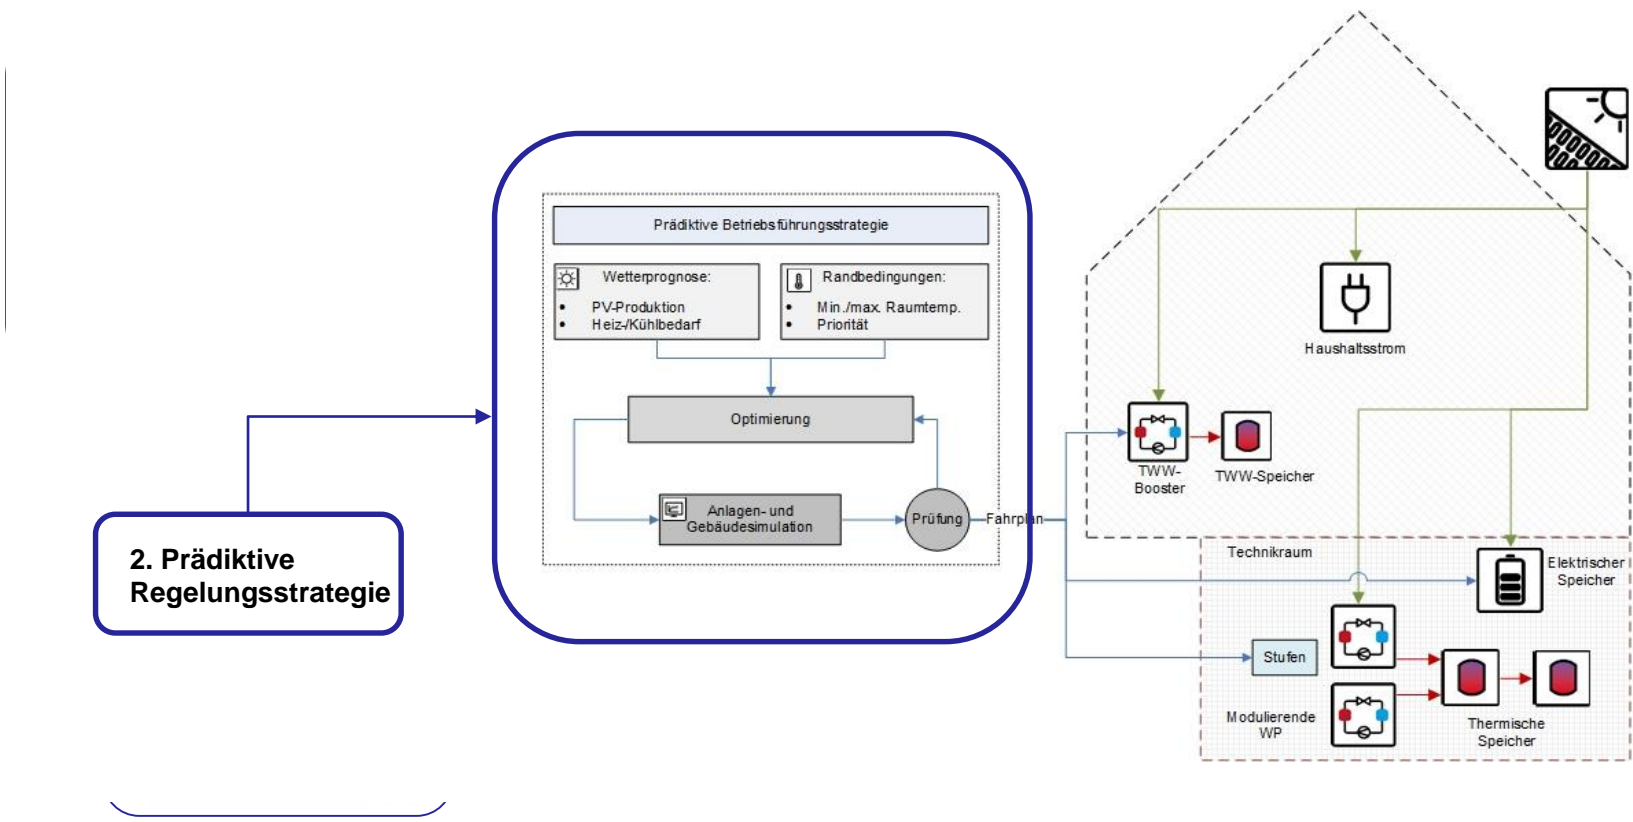 2. Prädiktive
Regelungsstrategie
Prädiktive Betriebsführungsstrategie
Wetterprognose:
• PV-Produktion
• Heiz-/Kühlbedarf
Randbedingungen:
• Min./max. Raumtemp.
• Priorität
Optimierung
Anlagen- und
Gebäudesimulation
Prüfung
Fahrplan
Haushaltsstrom
TWW-
Booster
TWW-Speicher
Technikraum
Elektrischer
Speicher
Stufen
Modulierende
WP
Thermische
Speicher